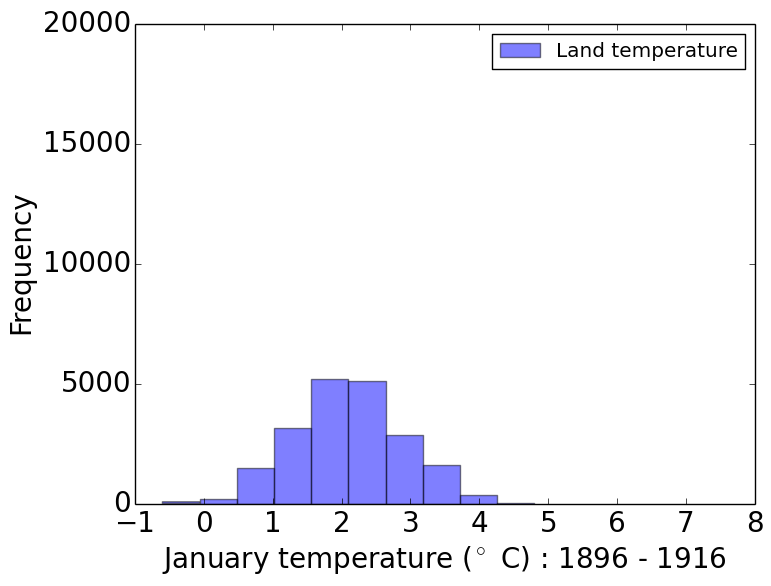 20000
15000
10000
5000
0
Frequency
Land temperature
−1 0 1 2 3 4 5 6 7 8
January temperature (° C) : 1896 - 1916